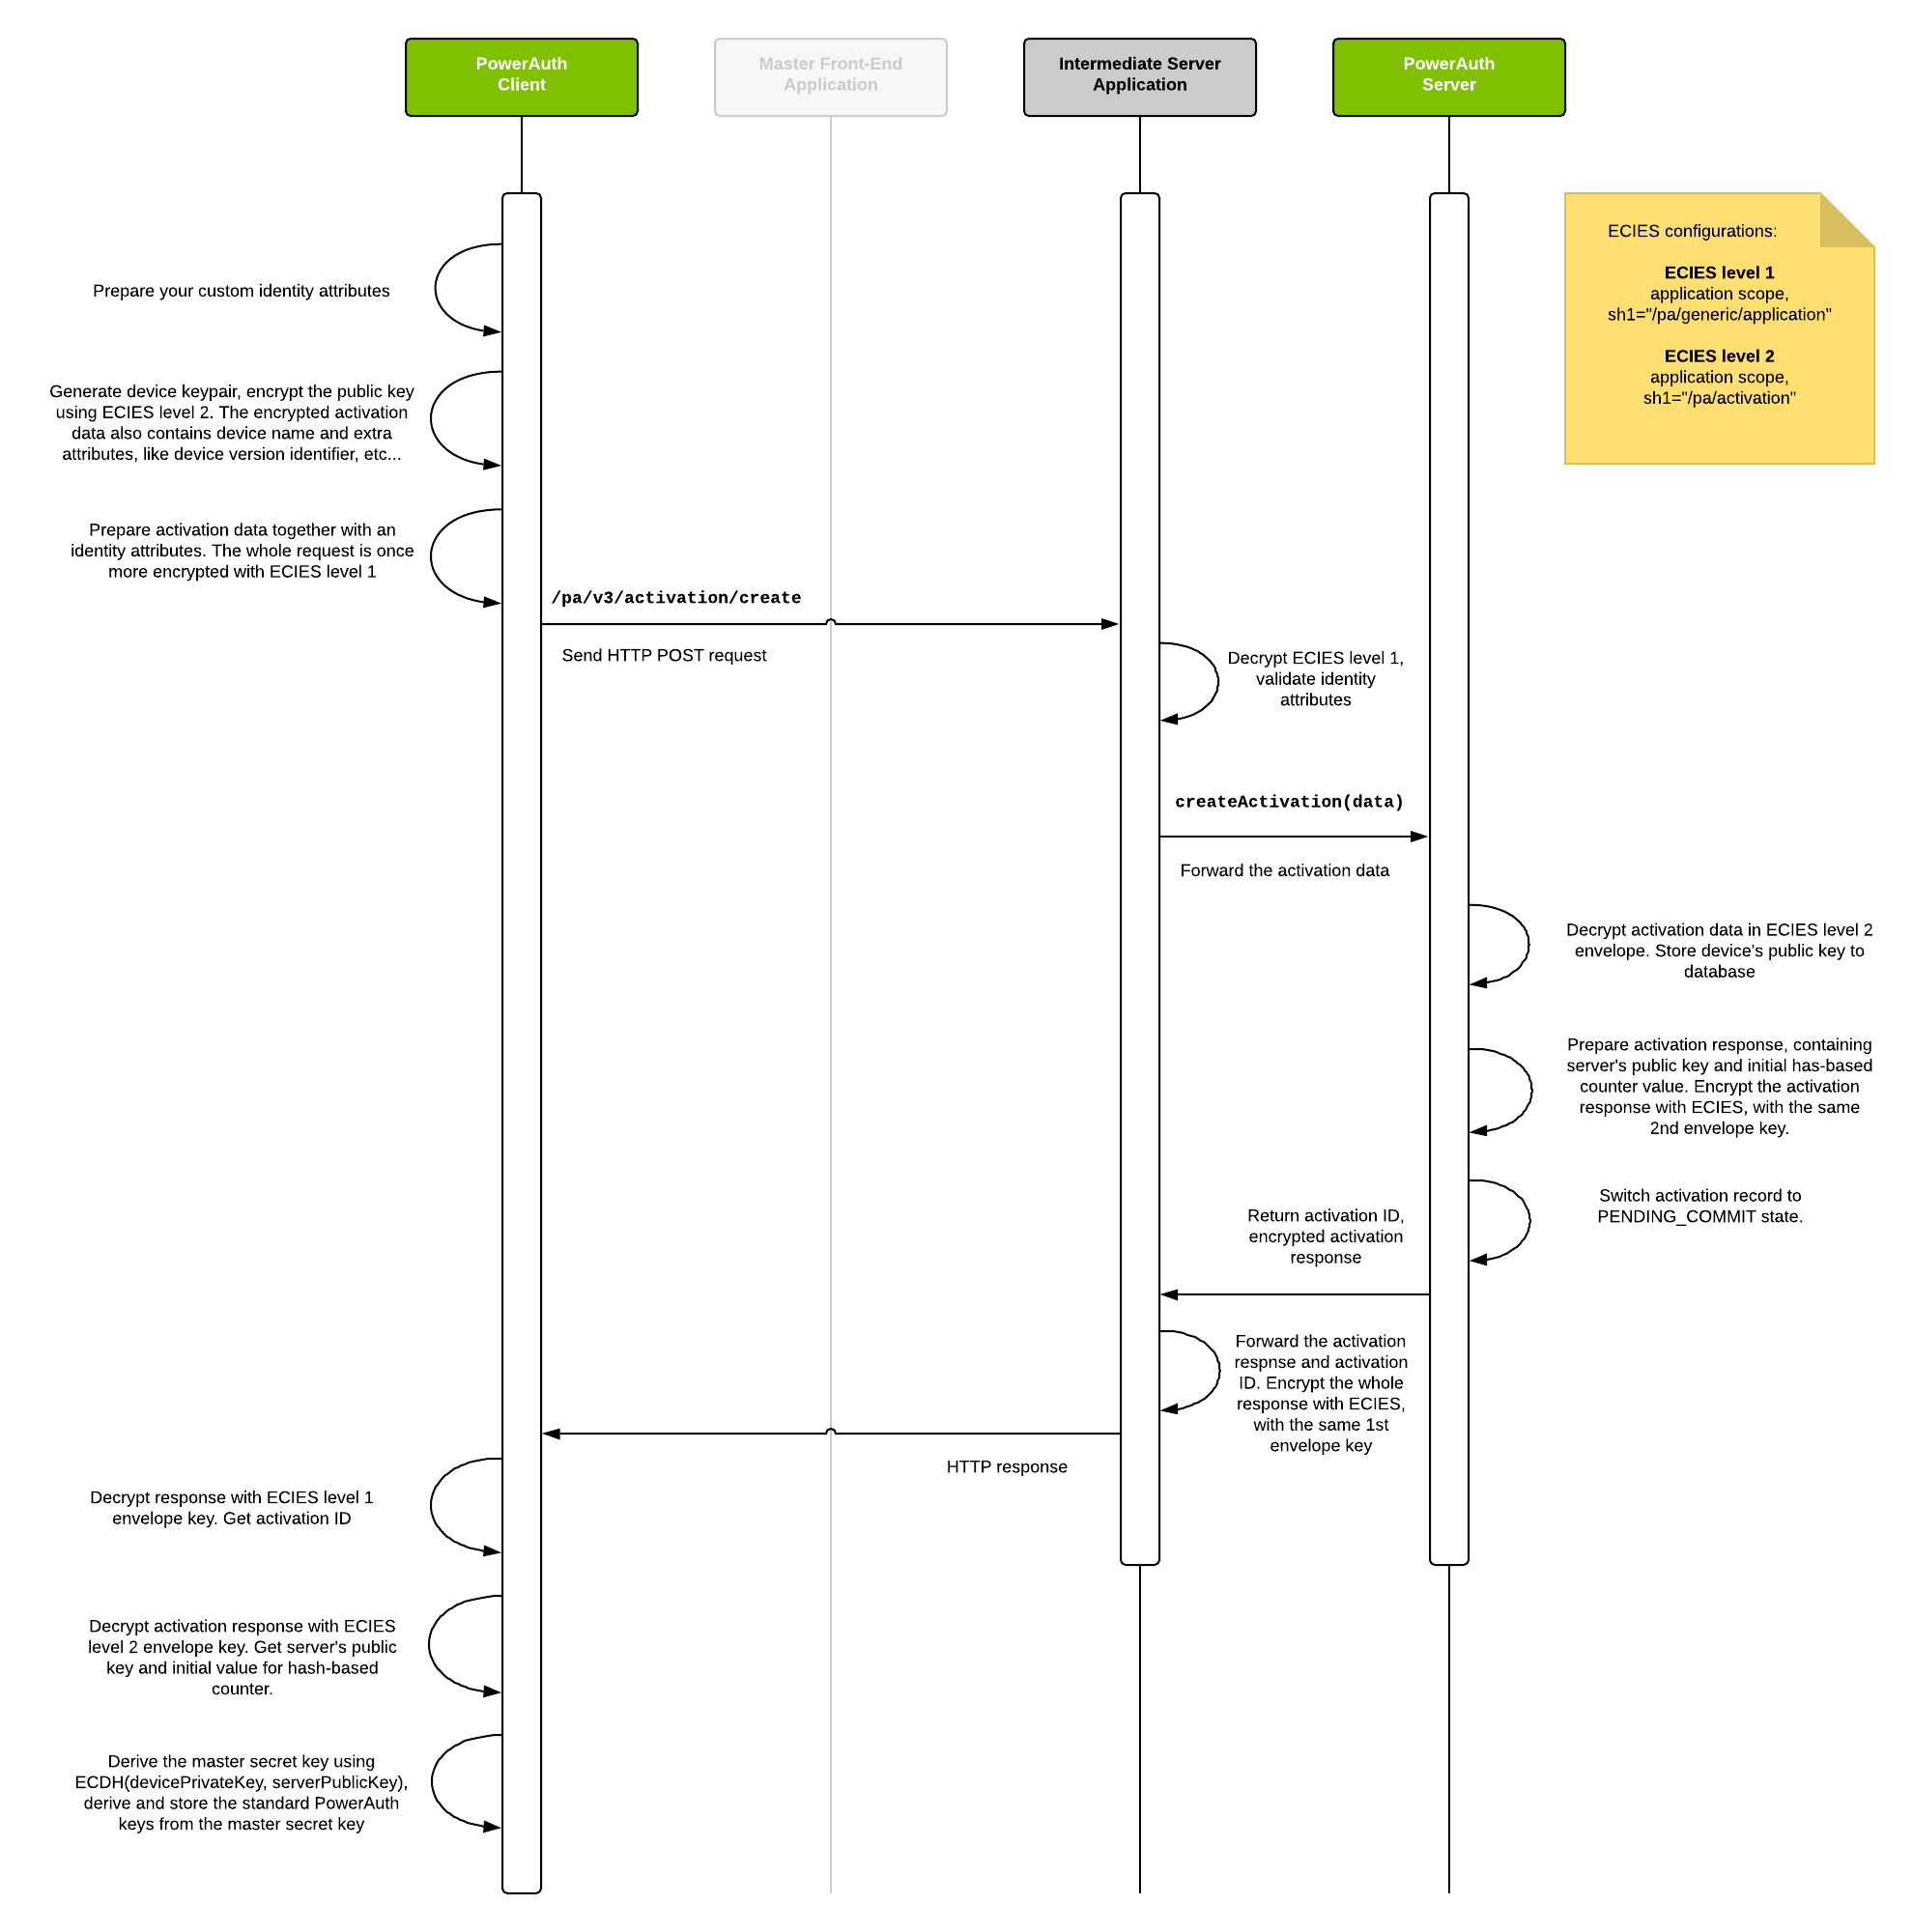 PowerAuth
Client
Master Front-End
Application
Intermediate Server
Application
PowerAuth
Server
ECIES configurations:
ECIES level 1
application scope,
sh1="/pa/generic/application"
ECIES level 2
application scope,
sh1="/pa/activation"
Prepare your custom identity attributes
Generate device keypair, encrypt the public key
using ECIES level 2. The encrypted activation
data also contains device name and extra
attributes, like device version identifier, etc...
Prepare activation data together with an
identity attributes. The whole request is once
more encrypted with ECIES level 1
/pa/v3/activation/create
Send HTTP POST request
Decrypt ECIES level 1,
validate identity
attributes
createActivation(data)
Forward the activation data
Decrypt activation data in ECIES level 2
envelope. Store device's public key to
database
Prepare activation response, containing
server's public key and initial has-based
counter value. Encrypt the activation
response with ECIES, with the same
2nd envelope key.
Switch activation record to
PENDING_COMMIT state.
Return activation ID,
encrypted activation
response
Forward the activation
respnse and activation
ID. Encrypt the whole
response with ECIES,
with the same 1st
envelope key
HTTP response
Decrypt response with ECIES level 1
envelope key. Get activation ID
Decrypt activation response with ECIES
level 2 envelope key. Get server's public
key and initial value for hash-based
counter.
Derive the master secret key using
ECDH(devicePrivateKey, serverPublicKey),
derive and store the standard PowerAuth
keys from the master secret key